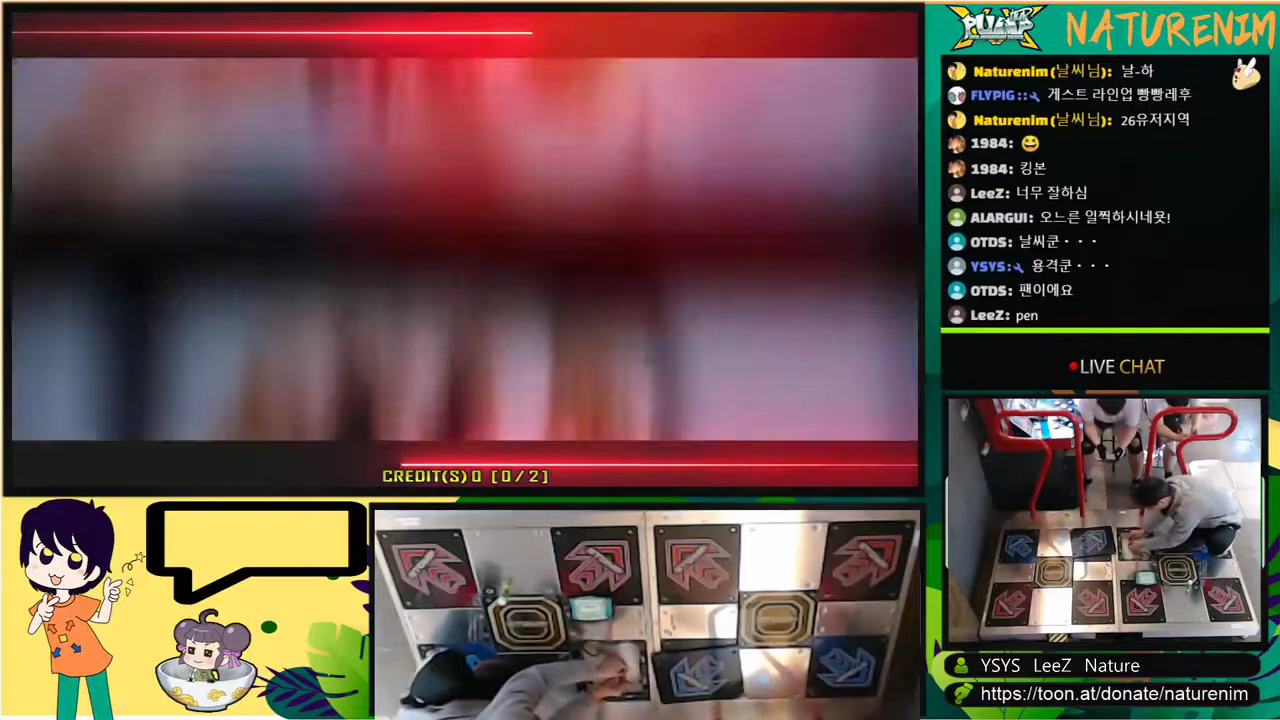 PUMP
NATURENIM
Naturenim(날씨님): 날-하
FLYPIG::🔧 게스트 라인업 빵빵레후
Naturenim(날씨님): 26유저지역
1984: 😆
1984: 킹본
LeeZ: 너무 잘하심
ALARGUI: 오느른 일찍하시네욧!
OTDS: 날씨쿤···
YSYS:🔧 용격쿤···
OTDS: 팬이에요
LeeZ: pen
LIVE CHAT
CREDIT(S) 0 [0/2]
YSYS LeeZ Nature
https://toon.at/donate/naturenim